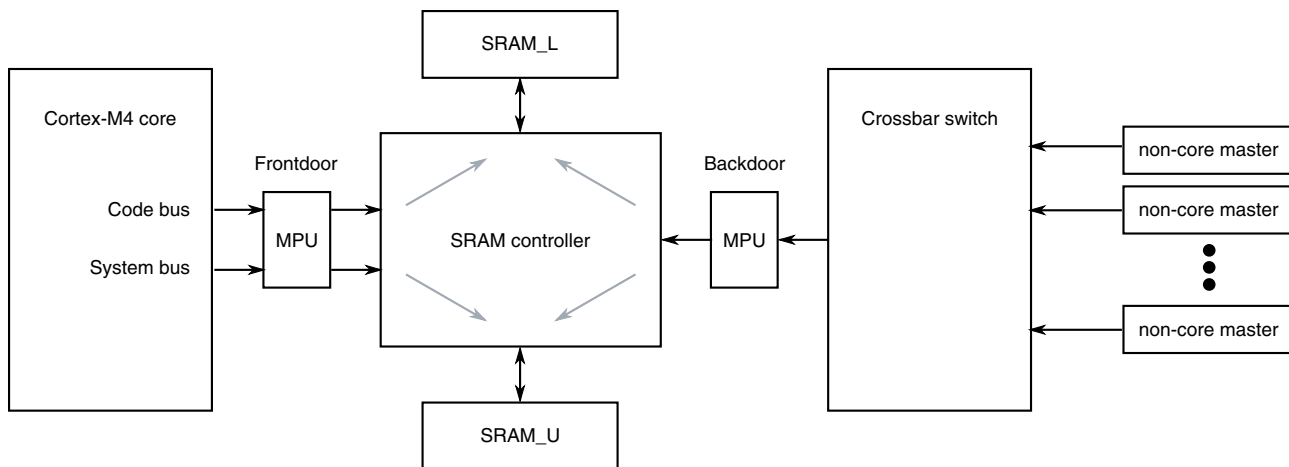 SRAM_L
Cortex-M4 core
Crossbar switch
non-core master
Frontdoor
Backdoor
Code bus
MPU
SRAM controller
MPU
non-core master
System bus
non-core master
SRAM_U